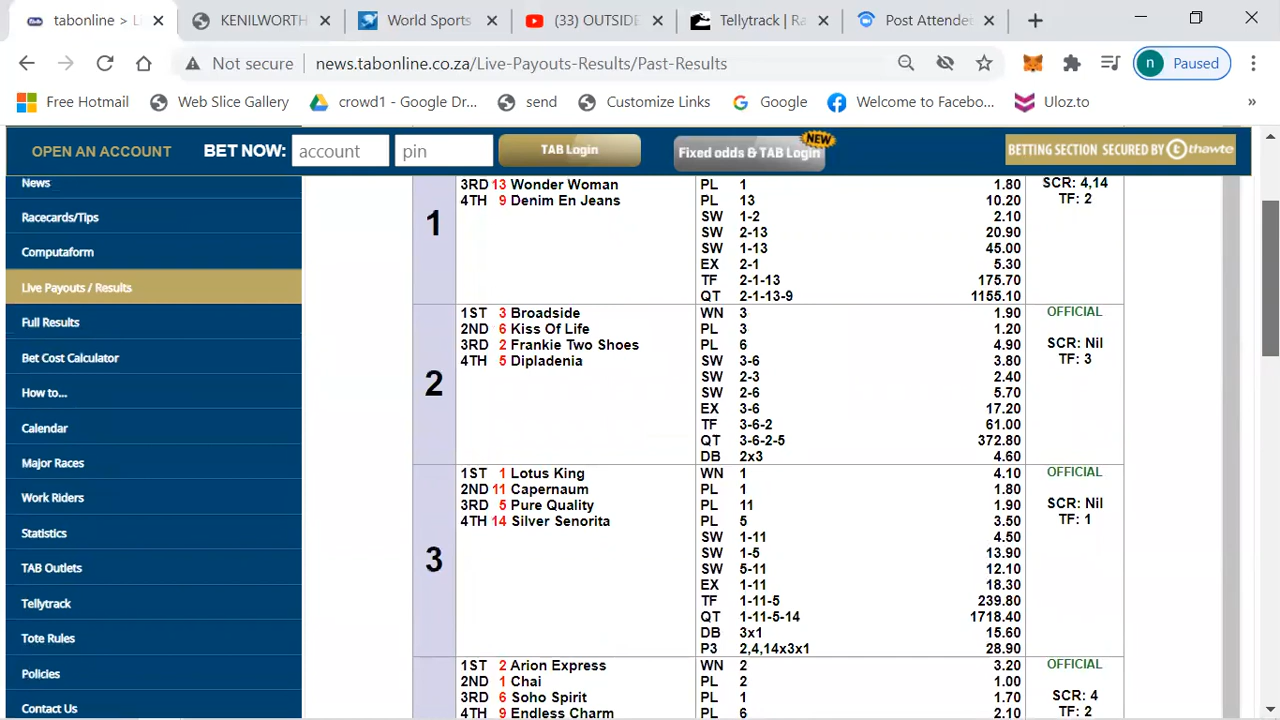 tabonline > Li
KENILWORTH
World Sports
(33) OUTSIDE
Tellytrack | Ra
Post Attende
Not secure
news.tabonline.co.za/Live-Payouts-Results/Past-Results
n Paused
Free Hotmail
Web Slice Gallery
crowd1 - Google Dr...
send
Customize Links
Google
Welcome to Facebo...
Uloz.to
»
OPEN AN ACCOUNT
BET NOW:
account
pin
TAB Login
Fixed odds & TAB Login
NEW
BETTING SECTION SECURED BY thawte
News
Racecards/Tips
Computaform
Live Payouts / Results
Full Results
Bet Cost Calculator
How to...
Calendar
Major Races
Work Riders
Statistics
TAB Outlets
Tellytrack
Tote Rules
Policies
Contact Us
1
3RD 13 Wonder Woman
4TH 9 Denim En Jeans
PL 1 1.80
PL 13 10.20
SW 1-2 2.10
SW 2-13 20.90
SW 1-13 45.00
EX 2-1 5.30
TF 2-1-13 175.70
QT 2-1-13-9 1155.10
SCR: 4,14
TF: 2
2
1ST 3 Broadside
2ND 6 Kiss Of Life
3RD 2 Frankie Two Shoes
4TH 5 Dipladenia
WN 3 1.90
PL 3 1.20
PL 6 4.90
SW 3-6 3.80
SW 2-3 2.40
SW 2-6 5.70
EX 3-6 17.20
TF 3-6-2 61.00
QT 3-6-2-5 372.80
DB 2x3 4.60
OFFICIAL
SCR: Nil
TF: 3
3
1ST 1 Lotus King
2ND 11 Capernaum
3RD 5 Pure Quality
4TH 14 Silver Senorita
WN 1 4.10
PL 1 1.80
PL 11 1.90
PL 5 3.50
SW 1-11 4.50
SW 1-5 13.90
SW 5-11 12.10
EX 1-11 18.30
TF 1-11-5 239.80
QT 1-11-5-14 1718.40
DB 3x1 15.60
P3 2,4,14x3x1 28.90
OFFICIAL
SCR: Nil
TF: 1
1ST 2 Arion Express
2ND 1 Chai
3RD 6 Soho Spirit
4TH 9 Endless Charm
WN 2 3.20
PL 2 1.00
PL 1 1.70
PL 6 2.10
OFFICIAL
SCR: 4
TF: 2